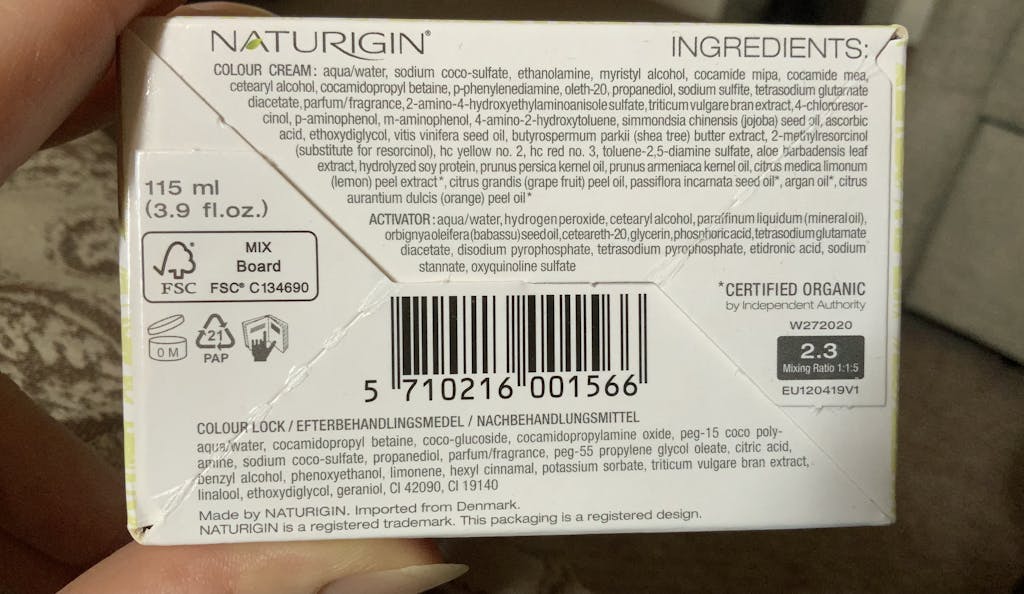 NATURIGIN®
INGREDIENTS:
COLOUR CREAM: aqua/water, sodium coco-sulfate, ethanolamine, myristyl alcohol, cocamide mipa, cocamide mea,
cetearyl alcohol, cocamidopropyl betaine, p-phenylenediamine, oleth-20, propanediol, sodium sulfite, tetrasodium glutamate
diacetate, parfum/fragrance, 2-amino-4-hydroxyethylaminoanisole sulfate, triticum vulgare bran extract, 4-chlororesor-
cinol, p-aminophenol, m-aminophenol, 4-amino-2-hydroxytoluene, simmondsia chinensis (jojoba) seed oil, ascorbic
acid, ethoxydiglycol, vitis vinifera seed oil, butyrospermum parkii (shea tree) butter extract, 2-methylresorcinol
(substitute for resorcinol), hc yellow no. 2, hc red no. 3, toluene-2,5-diamine sulfate, aloe barbadensis leaf
extract, hydrolyzed soy protein, prunus persica kernel oil, prunus armeniaca kernel oil, citrus medica limonum
(lemon) peel extract*, citrus grandis (grape fruit) peel oil, passiflora incarnata seed oil*, argan oil*, citrus
aurantium dulcis (orange) peel oil*
115 ml
(3.9 fl.oz.)
ACTIVATOR: aqua/water, hydrogen peroxide, cetearyl alcohol, paraffinum liquidum (mineral oil),
orbignya oleifera (babassu) seed oil, ceteareth-20, glycerin, phosphoric acid, tetrasodium glutamate
diacetate, disodium pyrophosphate, tetrasodium pyrophosphate, etidronic acid, sodium
stannate, oxyquinoline sulfate
FSC
MIX
Board
FSC® C134690
0 M
21
PAP
*CERTIFIED ORGANIC
by Independent Authority
W272020
2.3
Mixing Ratio 1:1:5
EU120419V1
5 710216 001566
COLOUR LOCK / EFTERBEHANDLINGSMEDEL / NACHBEHANDLUNGSMITTEL
aqua/water, cocamidopropyl betaine, coco-glucoside, cocamidopropylamine oxide, peg-15 coco poly-
amine, sodium coco-sulfate, propanediol, parfum/fragrance, peg-55 propylene glycol oleate, citric acid,
benzyl alcohol, phenoxyethanol, limonene, hexyl cinnamal, potassium sorbate, triticum vulgare bran extract,
linalool, ethoxydiglycol, geraniol, CI 42090, CI 19140
Made by NATURIGIN. Imported from Denmark.
NATURIGIN is a registered trademark. This packaging is a registered design.